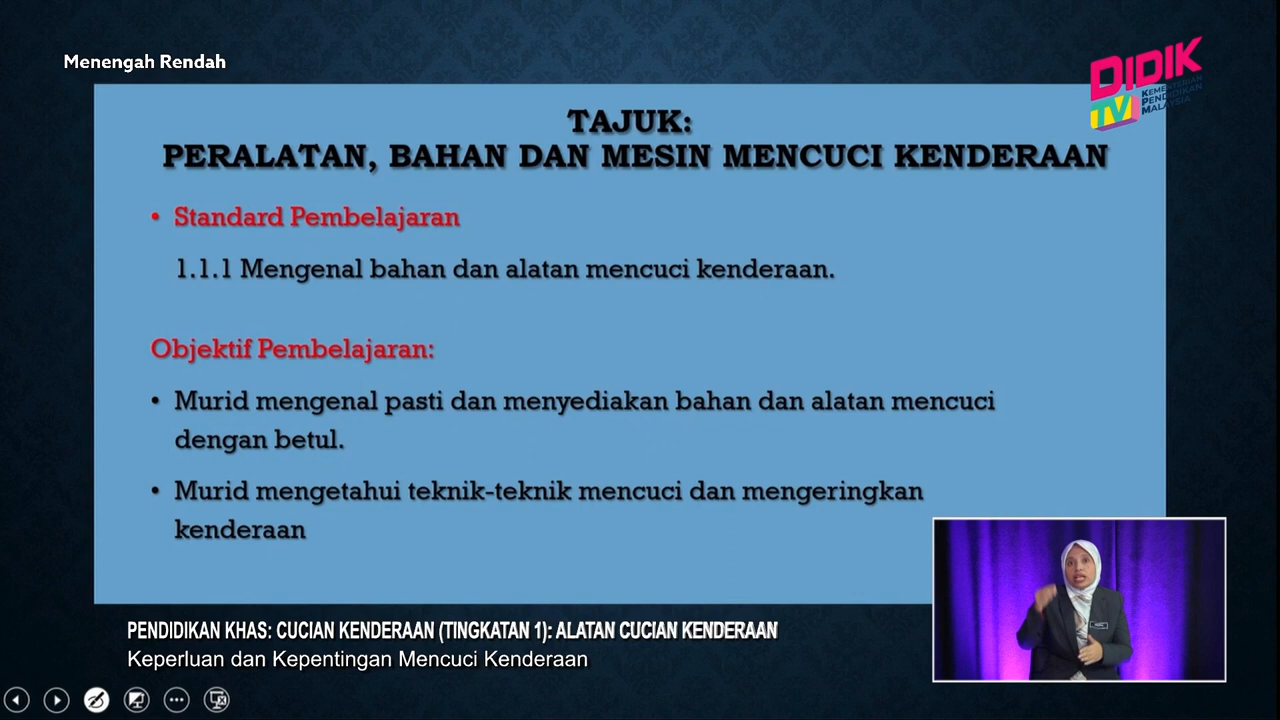 Menengah Rendah
DIDIK
TV
KEMENTERIAN
PENDIDIKAN
MALAYSIA
TAJUK:
PERALATAN, BAHAN DAN MESIN MENCUCI KENDERAAN
• Standard Pembelajaran
1.1.1 Mengenal bahan dan alatan mencuci kenderaan.
Objektif Pembelajaran:
• Murid mengenal pasti dan menyediakan bahan dan alatan mencuci
dengan betul.
• Murid mengetahui teknik-teknik mencuci dan mengeringkan
kenderaan
PENDIDIKAN KHAS: CUCIAN KENDERAAN (TINGKATAN 1): ALATAN CUCIAN KENDERAAN
Keperluan dan Kepentingan Mencuci Kenderaan